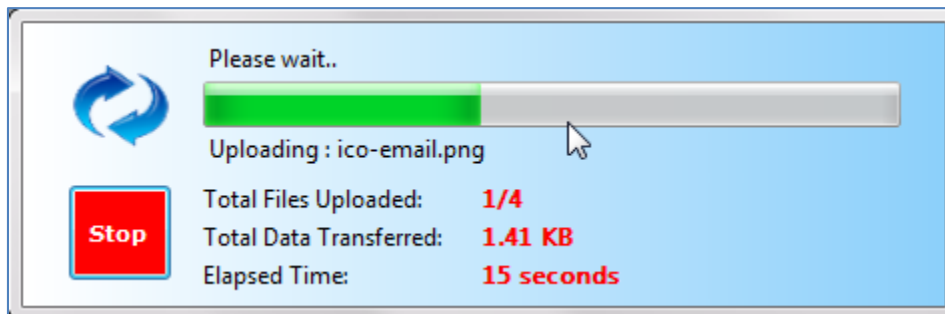 Please wait..
Uploading : ico-email.png
Total Files Uploaded: 1/4
Stop
Total Data Transferred: 1.41 KB
Elapsed Time: 15 seconds